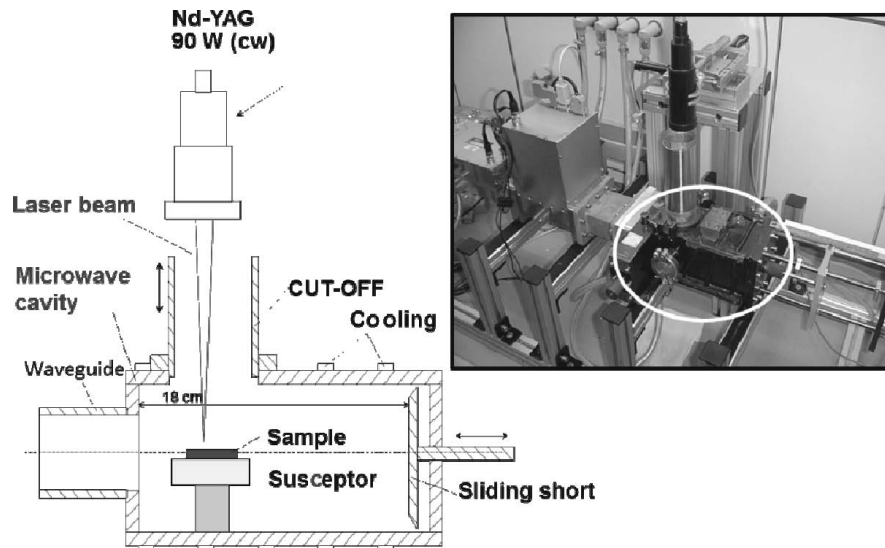 Nd-YAG
90 W (cw)
Laser beam
Microwave
cavity
CUT-OFF
Cooling
Waveguide
18 cm
Sample
Susceptor
Sliding short